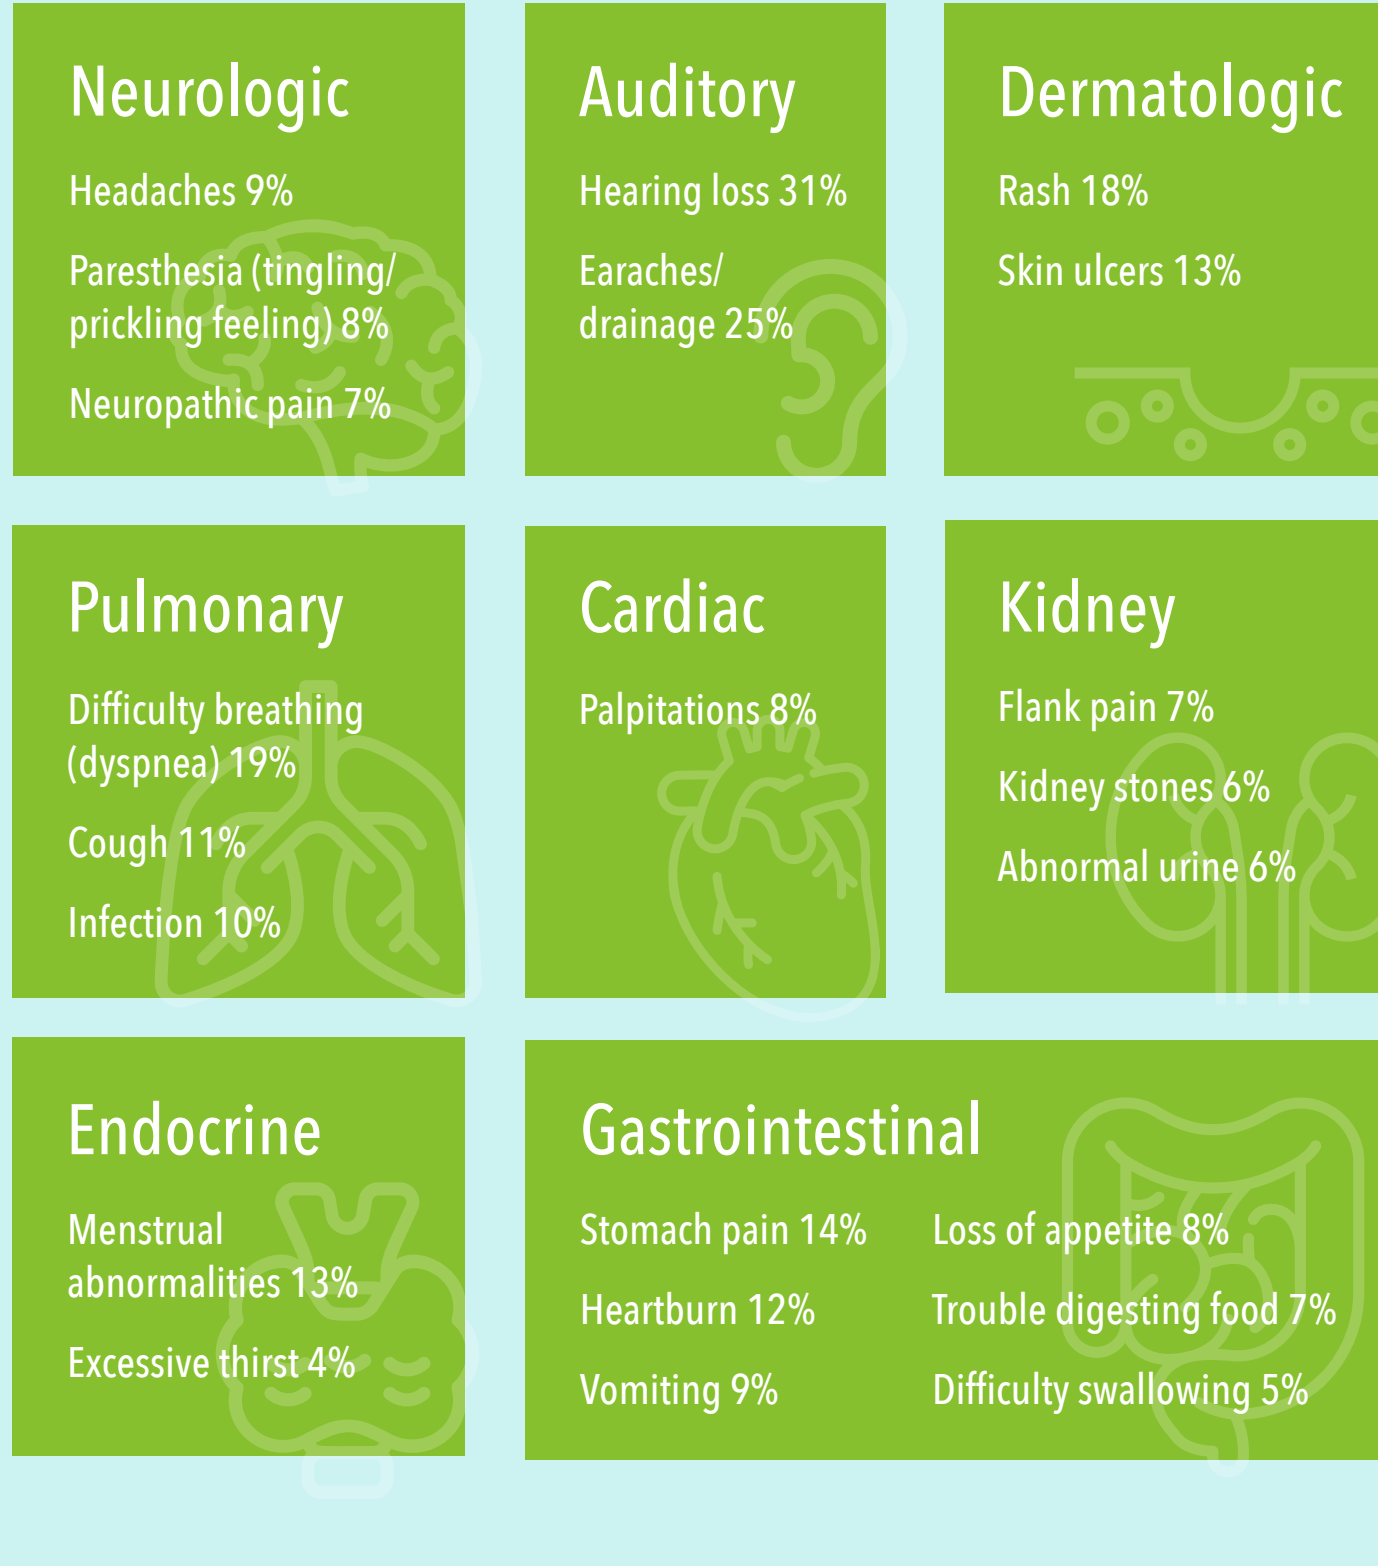 Neurologic
Headaches 9%
Paresthesia (tingling/
prickling feeling) 8%
Neuropathic pain 7%
Auditory
Hearing loss 31%
Earaches/
drainage 25%
Dermatologic
Rash 18%
Skin ulcers 13%
Pulmonary
Difficulty breathing
(dyspnea) 19%
Cough 11%
Infection 10%
Cardiac
Palpitations 8%
Kidney
Flank pain 7%
Kidney stones 6%
Abnormal urine 6%
Endocrine
Menstrual
abnormalities 13%
Excessive thirst 4%
Gastrointestinal
Stomach pain 14%
Heartburn 12%
Vomiting 9%
Loss of appetite 8%
Trouble digesting food 7%
Difficulty swallowing 5%